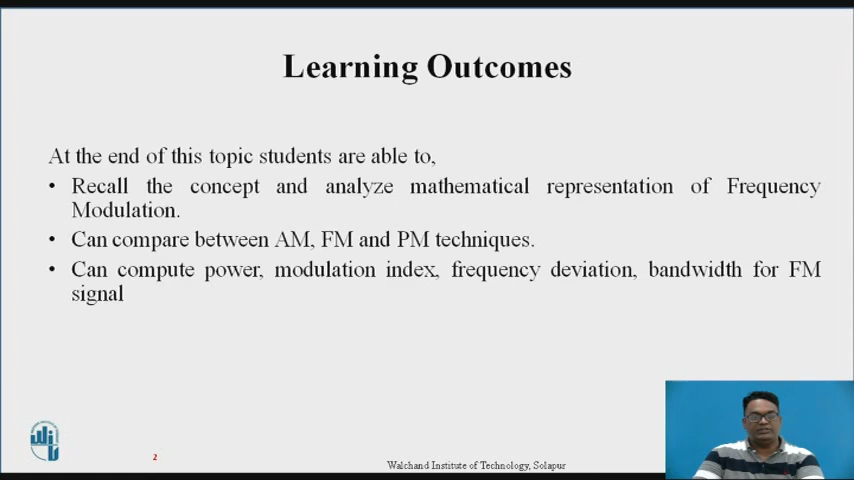 Learning Outcomes
At the end of this topic students are able to,
• Recall the concept and analyze mathematical representation of Frequency
Modulation.
• Can compare between AM, FM and PM techniques.
• Can compute power, modulation index, frequency deviation, bandwidth for FM
signal
2
Walchand Institute of Technology, Solapur